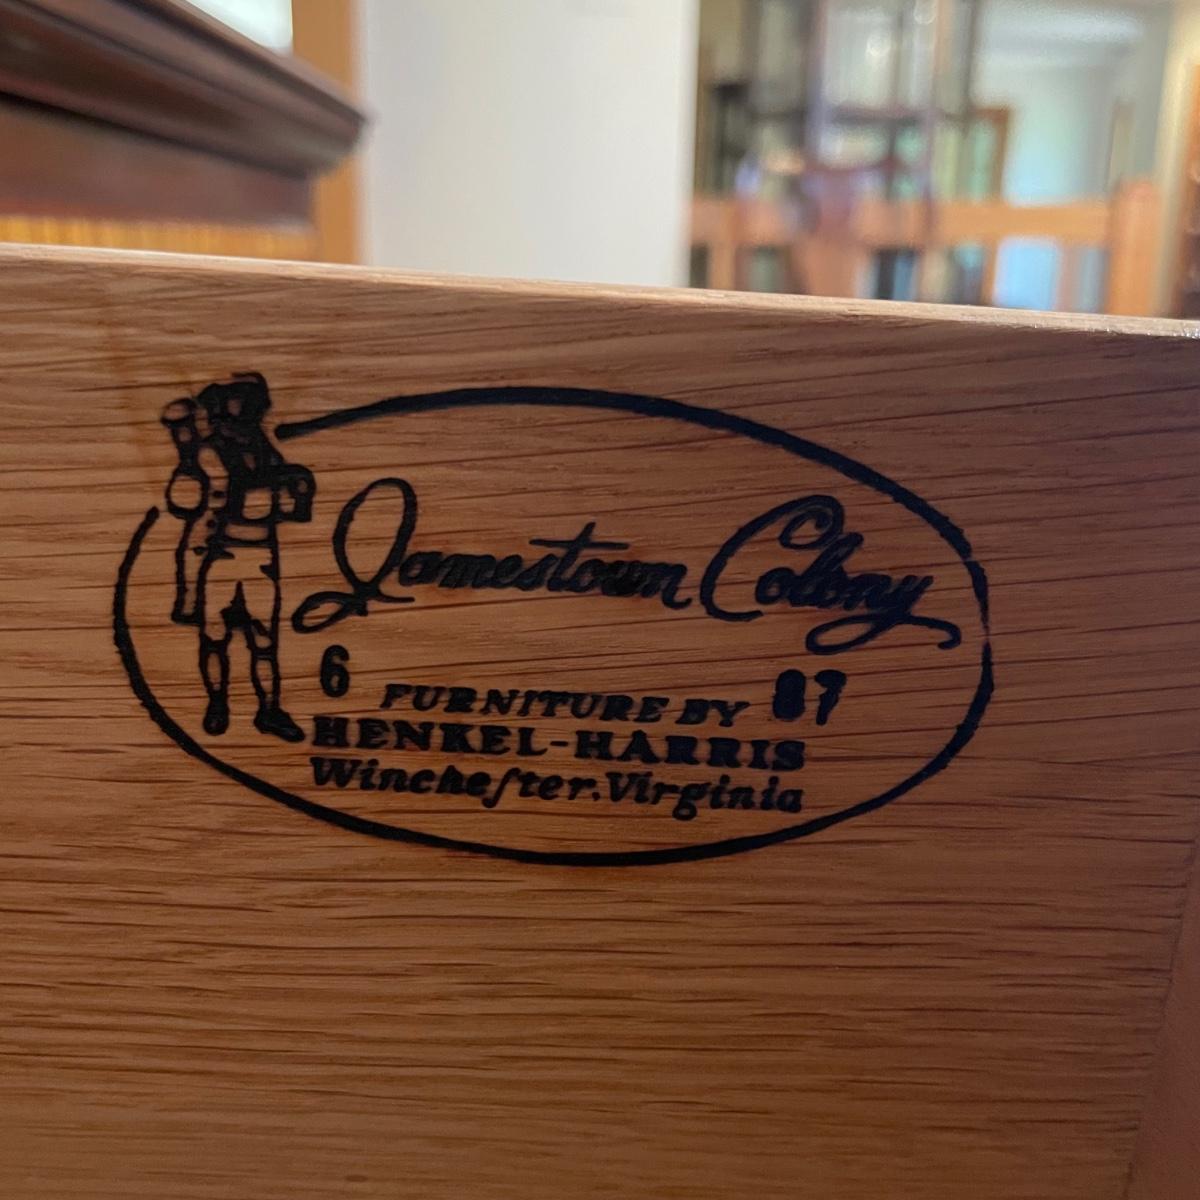 Jamestown Colony
6 87
FURNITURE BY
HENKEL-HARRIS
Wincheſter, Virginia